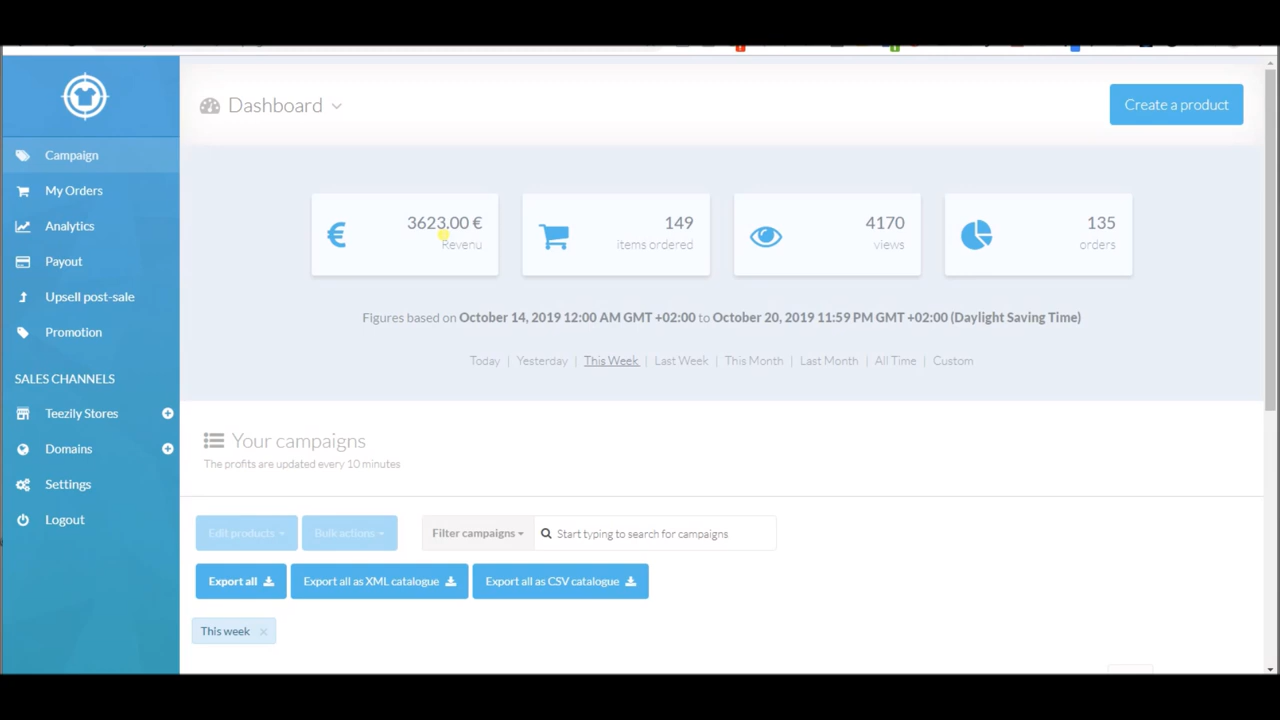 Dashboard
Create a product
Campaign
My Orders
Analytics
Payout
Upsell post-sale
Promotion
SALES CHANNELS
Teezily Stores
Domains
Settings
Logout
3623.00 €
Revenu
149
items ordered
4170
views
135
orders
Figures based on October 14, 2019 12:00 AM GMT +02:00 to October 20, 2019 11:59 PM GMT +02:00 (Daylight Saving Time)
Today | Yesterday | This Week | Last Week | This Month | Last Month | All Time | Custom
Your campaigns
The profits are updated every 10 minutes
Edit products
Bulk actions
Filter campaigns
Start typing to search for campaigns
Export all
Export all as XML catalogue
Export all as CSV catalogue
This week ×